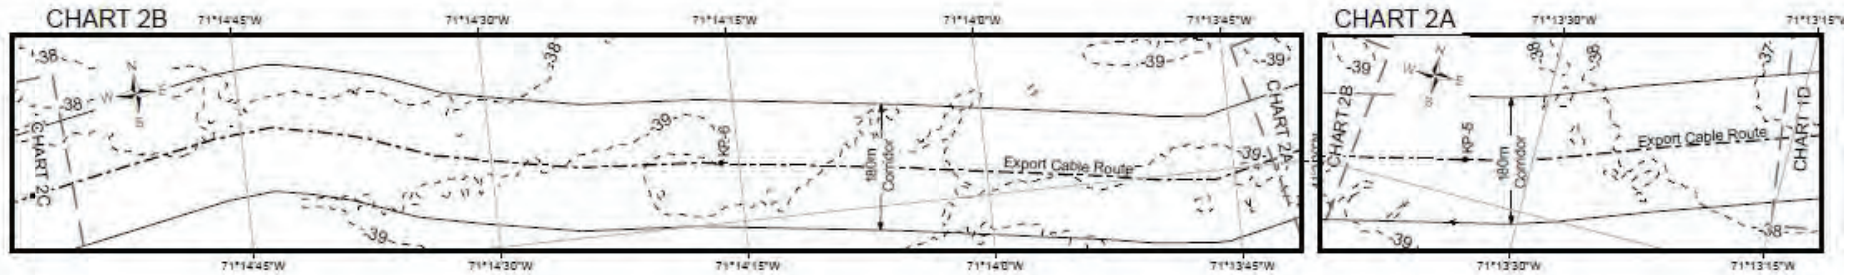 CHART 2B
71°14'45"W
71°14'30"W
71°14'15"W
71°14'0"W
71°13'45"W
CHART 2A
71°13'30"W
71°13'15"W
-38
-38
-38
-39
-39
N
W E
S
CHART 2C
-39
KP-6
180m
Corridor
Export Cable Route
-39
CHART 2A
-39
71°14'45"W
71°14'30"W
71°14'15"W
71°14'0"W
71°13'45"W
-39
CHART 2B
N
W E
S
-38
-38
-37
KP-5
180m
Corridor
Export Cable Route
CHART 1D
-39
-38
71°13'30"W
71°13'15"W